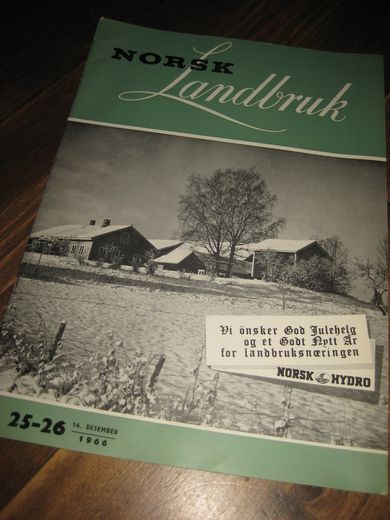 NORSK
Landbruk
Vi önsker God Julehelg
og et Godt Nytt År
for landbruksnæringen
NORSK HYDRO
25-26 16. DESEMBER
1966